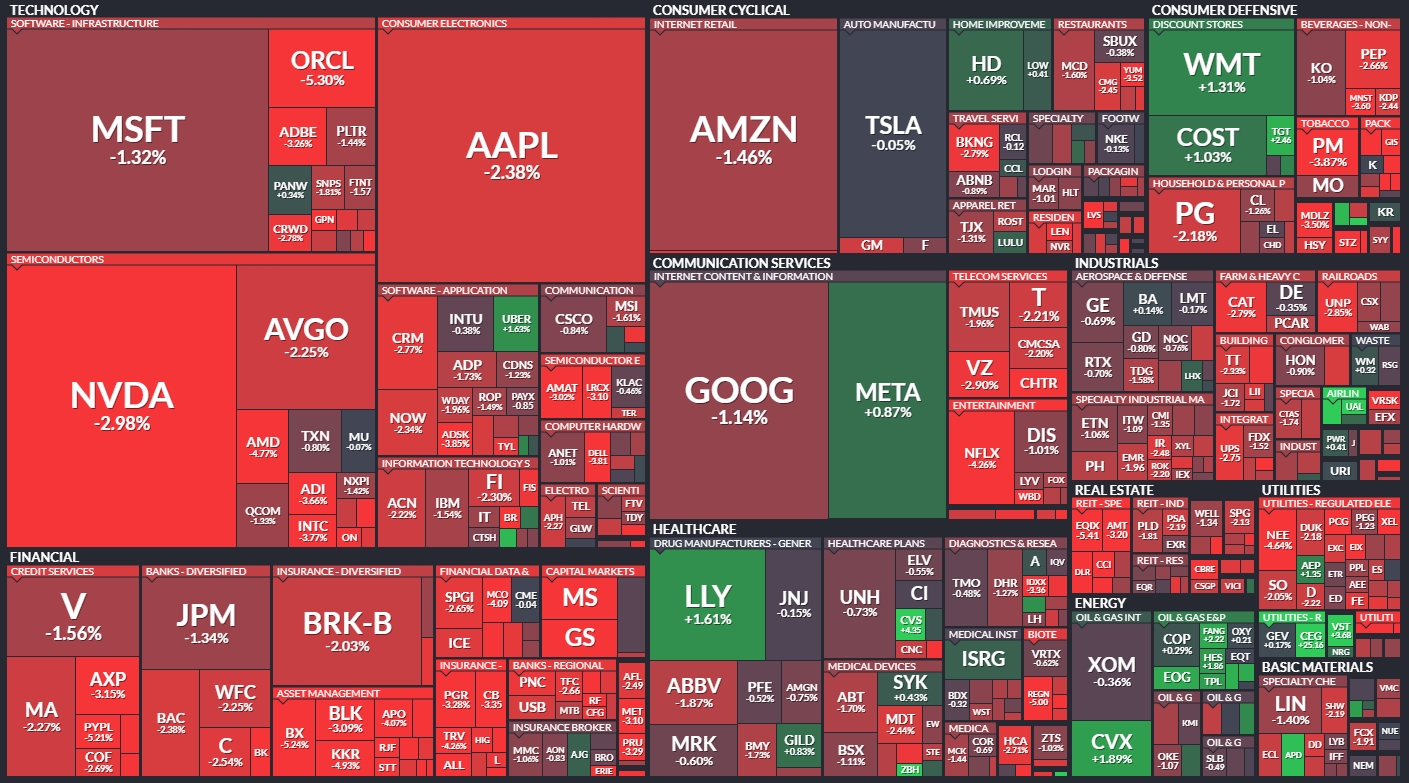 TECHNOLOGY
SOFTWARE - INFRASTRUCTURE
MSFT
-1.32%
ORCL
-5.30%
ADBE
-3.26%
PLTR
-1.44%
PANW
+0.34%
SNPS
-1.81%
FTNT
-1.57
CRWD
-2.78%
GPN
CONSUMER ELECTRONICS
AAPL
-2.38%
SEMICONDUCTORS
NVDA
-2.98%
AVGO
-2.25%
AMD
-4.77%
TXN
-0.80%
MU
-0.07%
QCOM
-1.33%
ADI
-3.66%
NXPI
-1.42%
INTC
-3.77%
ON
SOFTWARE - APPLICATION
CRM
-2.77%
INTU
-0.38%
UBER
+1.63%
ADP
-1.73%
CDNS
-1.23%
NOW
-2.34%
WDAY
-1.96%
ROP
-1.49%
PAYX
-0.85
ADSK
-3.85%
TYL
COMMUNICATION
CSCO
-0.84%
MSI
-1.61%
SEMICONDUCTOR E
AMAT
-3.02%
LRCX
-3.10
KLAC
-0.46%
TER
COMPUTER HARDW
ANET
-1.01%
DELL
-3.81
INFORMATION TECHNOLOGY S
ACN
-2.22%
IBM
-1.54%
FI
-2.30%
FIS
IT
BR
CTSH
ELECTRO
APH
-2.27
TEL
GLW
SCIENTI
FTV
TDY
CONSUMER CYCLICAL
INTERNET RETAIL
AMZN
-1.46%
AUTO MANUFACTU
TSLA
-0.05%
GM
F
HOME IMPROVEME
HD
+0.69%
LOW
+0.41
RESTAURANTS
MCD
-1.60%
SBUX
-0.38%
CMG
-2.45
YUM
-3.52
TRAVEL SERVI
BKNG
-2.79%
RCL
-0.12
CCL
ABNB
-0.89%
SPECIALTY
FOOTW
NKE
-0.13%
LODGIN
MAR
-1.01
HLT
PACKAGIN
APPAREL RET
TJX
-1.31%
ROST
LULU
RESIDEN
LEN
NVR
LVS
CONSUMER DEFENSIVE
DISCOUNT STORES
WMT
+1.31%
COST
+1.03%
TGT
+2.46
BEVERAGES - NON-
KO
-1.04%
PEP
-2.66%
MNST
-3.60
KDP
-2.44
TOBACCO
PM
-3.87%
MO
PACK
GIS
K
HOUSEHOLD & PERSONAL P
PG
-2.18%
CL
-1.26%
EL
CHD
MDLZ
-3.50%
HSY
STZ
KR
SYY
COMMUNICATION SERVICES
INTERNET CONTENT & INFORMATION
GOOG
-1.14%
META
+0.87%
TELECOM SERVICES
TMUS
-1.96%
T
-2.21%
VZ
-2.90%
CMCSA
-2.20%
CHTR
ENTERTAINMENT
NFLX
-4.26%
DIS
-1.01%
LYV
FOX
WBD
INDUSTRIALS
AEROSPACE & DEFENSE
GE
-0.69%
BA
+0.14%
LMT
-0.17%
RTX
-0.70%
GD
-0.80%
NOC
-0.76%
TDG
-1.58%
LHX
FARM & HEAVY C
CAT
-2.79%
DE
-0.35%
PCAR
RAILROADS
UNP
-2.85%
CSX
WAB
SPECIALTY INDUSTRIAL MA
ETN
-1.06%
ITW
-1.09
CMI
-1.35
PH
EMR
-1.96
IR
-2.48
XYL
ROK
-2.20
IEX
BUILDING
TT
-2.33%
JCI
-1.72
LII
CONGLOMER
HON
-0.90%
WASTE
WM
+0.32
RSG
INTEGRAT
UPS
-2.75
FDX
-1.52
SPECIA
CTAS
-1.74
INDUST
AIRLIN
UAL
VRSK
EFX
PWR
+0.41
J
URI
FINANCIAL
CREDIT SERVICES
V
-1.56%
MA
-2.27%
AXP
-3.15%
PYPL
-5.21%
COF
-2.69%
BANKS - DIVERSIFIED
JPM
-1.34%
BAC
-2.38%
WFC
-2.25%
C
-2.54%
BK
INSURANCE - DIVERSIFIED
BRK-B
-2.03%
ASSET MANAGEMENT
BX
-5.24%
BLK
-3.09%
APO
-4.07%
KKR
-4.93%
RJF
STT
FINANCIAL DATA &
SPGI
-2.65%
MCO
-4.09
CME
-0.04
ICE
CAPITAL MARKETS
MS
GS
INSURANCE -
PGR
-3.28%
CB
-3.35
TRV
-4.26%
HIG
ALL
L
BANKS - REGIONAL
PNC
TFC
-2.66
USB
MTB
RF
CFG
AFL
-2.49
MET
-3.10
PRU
-3.29
INSURANCE BROKER
MMC
-1.06%
AON
-0.83
AJG
BRO
ERIE
HEALTHCARE
DRUG MANUFACTURERS - GENER
LLY
+1.61%
JNJ
-0.15%
ABBV
-1.87%
PFE
-0.52%
AMGN
-0.75%
MRK
-0.60%
BMY
-1.73%
GILD
+0.83%
HEALTHCARE PLANS
UNH
-0.73%
ELV
-0.55%
CI
CVS
+4.35
CNC
MEDICAL DEVICES
ABT
-1.70%
SYK
+0.43%
MDT
-2.44%
EW
BSX
-1.11%
STE
ZBH
DIAGNOSTICS & RESEA
TMO
-0.48%
DHR
-1.27%
A
IQV
IDXX
-3.36
LH
MEDICAL INST
ISRG
BDX
-0.32
WST
BIOTE
VRTX
-0.62%
REGN
-5.00
MEDICA
MCK
-1.44
COR
-0.69
HCA
-2.71%
ZTS
-1.03%
REAL ESTATE
REIT - SPE
EQIX
-5.41
AMT
-3.20
DLR
CCI
REIT - IND
PLD
-1.81
PSA
-2.19
EXR
WELL
-1.34
SPG
-2.13
REIT - RES
EQR
CBRE
CSGP
VICI
UTILITIES
UTILITIES - REGULATED ELE
NEE
-4.64%
DUK
-2.18
PCG
PEG
-1.23
XEL
EXC
EIX
SO
-2.05%
AEP
+1.35
ETR
PPL
ES
D
-2.22
ED
AEE
FE
UTILITIES - R
GEV
+0.17%
CEG
+25.16
VST
+3.68
NRG
UTILITI
ENERGY
OIL & GAS INT
XOM
-0.36%
CVX
+1.89%
OIL & GAS E&P
COP
+0.29%
FANG
+2.22
OXY
+0.21
HES
+1.86
EQT
EOG
TPL
OIL & G
KMI
OKE
-1.07
OIL & G
OIL & G
SLB
-0.49
BASIC MATERIALS
SPECIALTY CHE
LIN
-1.40%
SHW
-2.19
ECL
APD
DD
LYB
IFF
VMC
FCX
-1.91
NUE
NEM